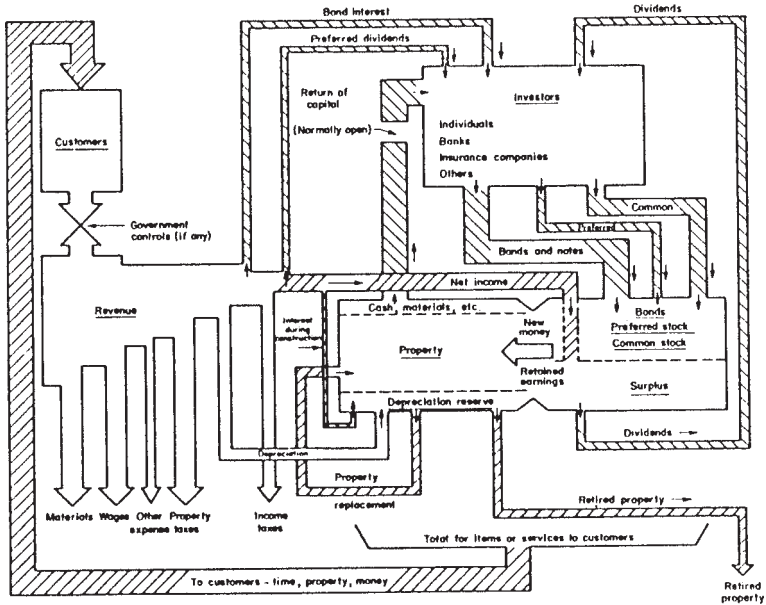 Bond Interest
Dividends
Preferred dividends
Return of
capital
(Normally open)
Investors
Individuals
Banks
Insurance companies
Others
Customers
Government
controls (if any)
Common
Preferred
Bonds and notes
Net income
Revenue
Interest
during
construction
Cash, materials, etc.
Property
New
money
Retained
earnings
Bonds
Preferred stock
Common stock
Surplus
Depreciation reserve
Dividends
Depreciation
Property
replacement
Retired property
Materials Wages Other Property
expense taxes
Income
taxes
Total for items or services to customers
To customers - time, property, money
Retired
property